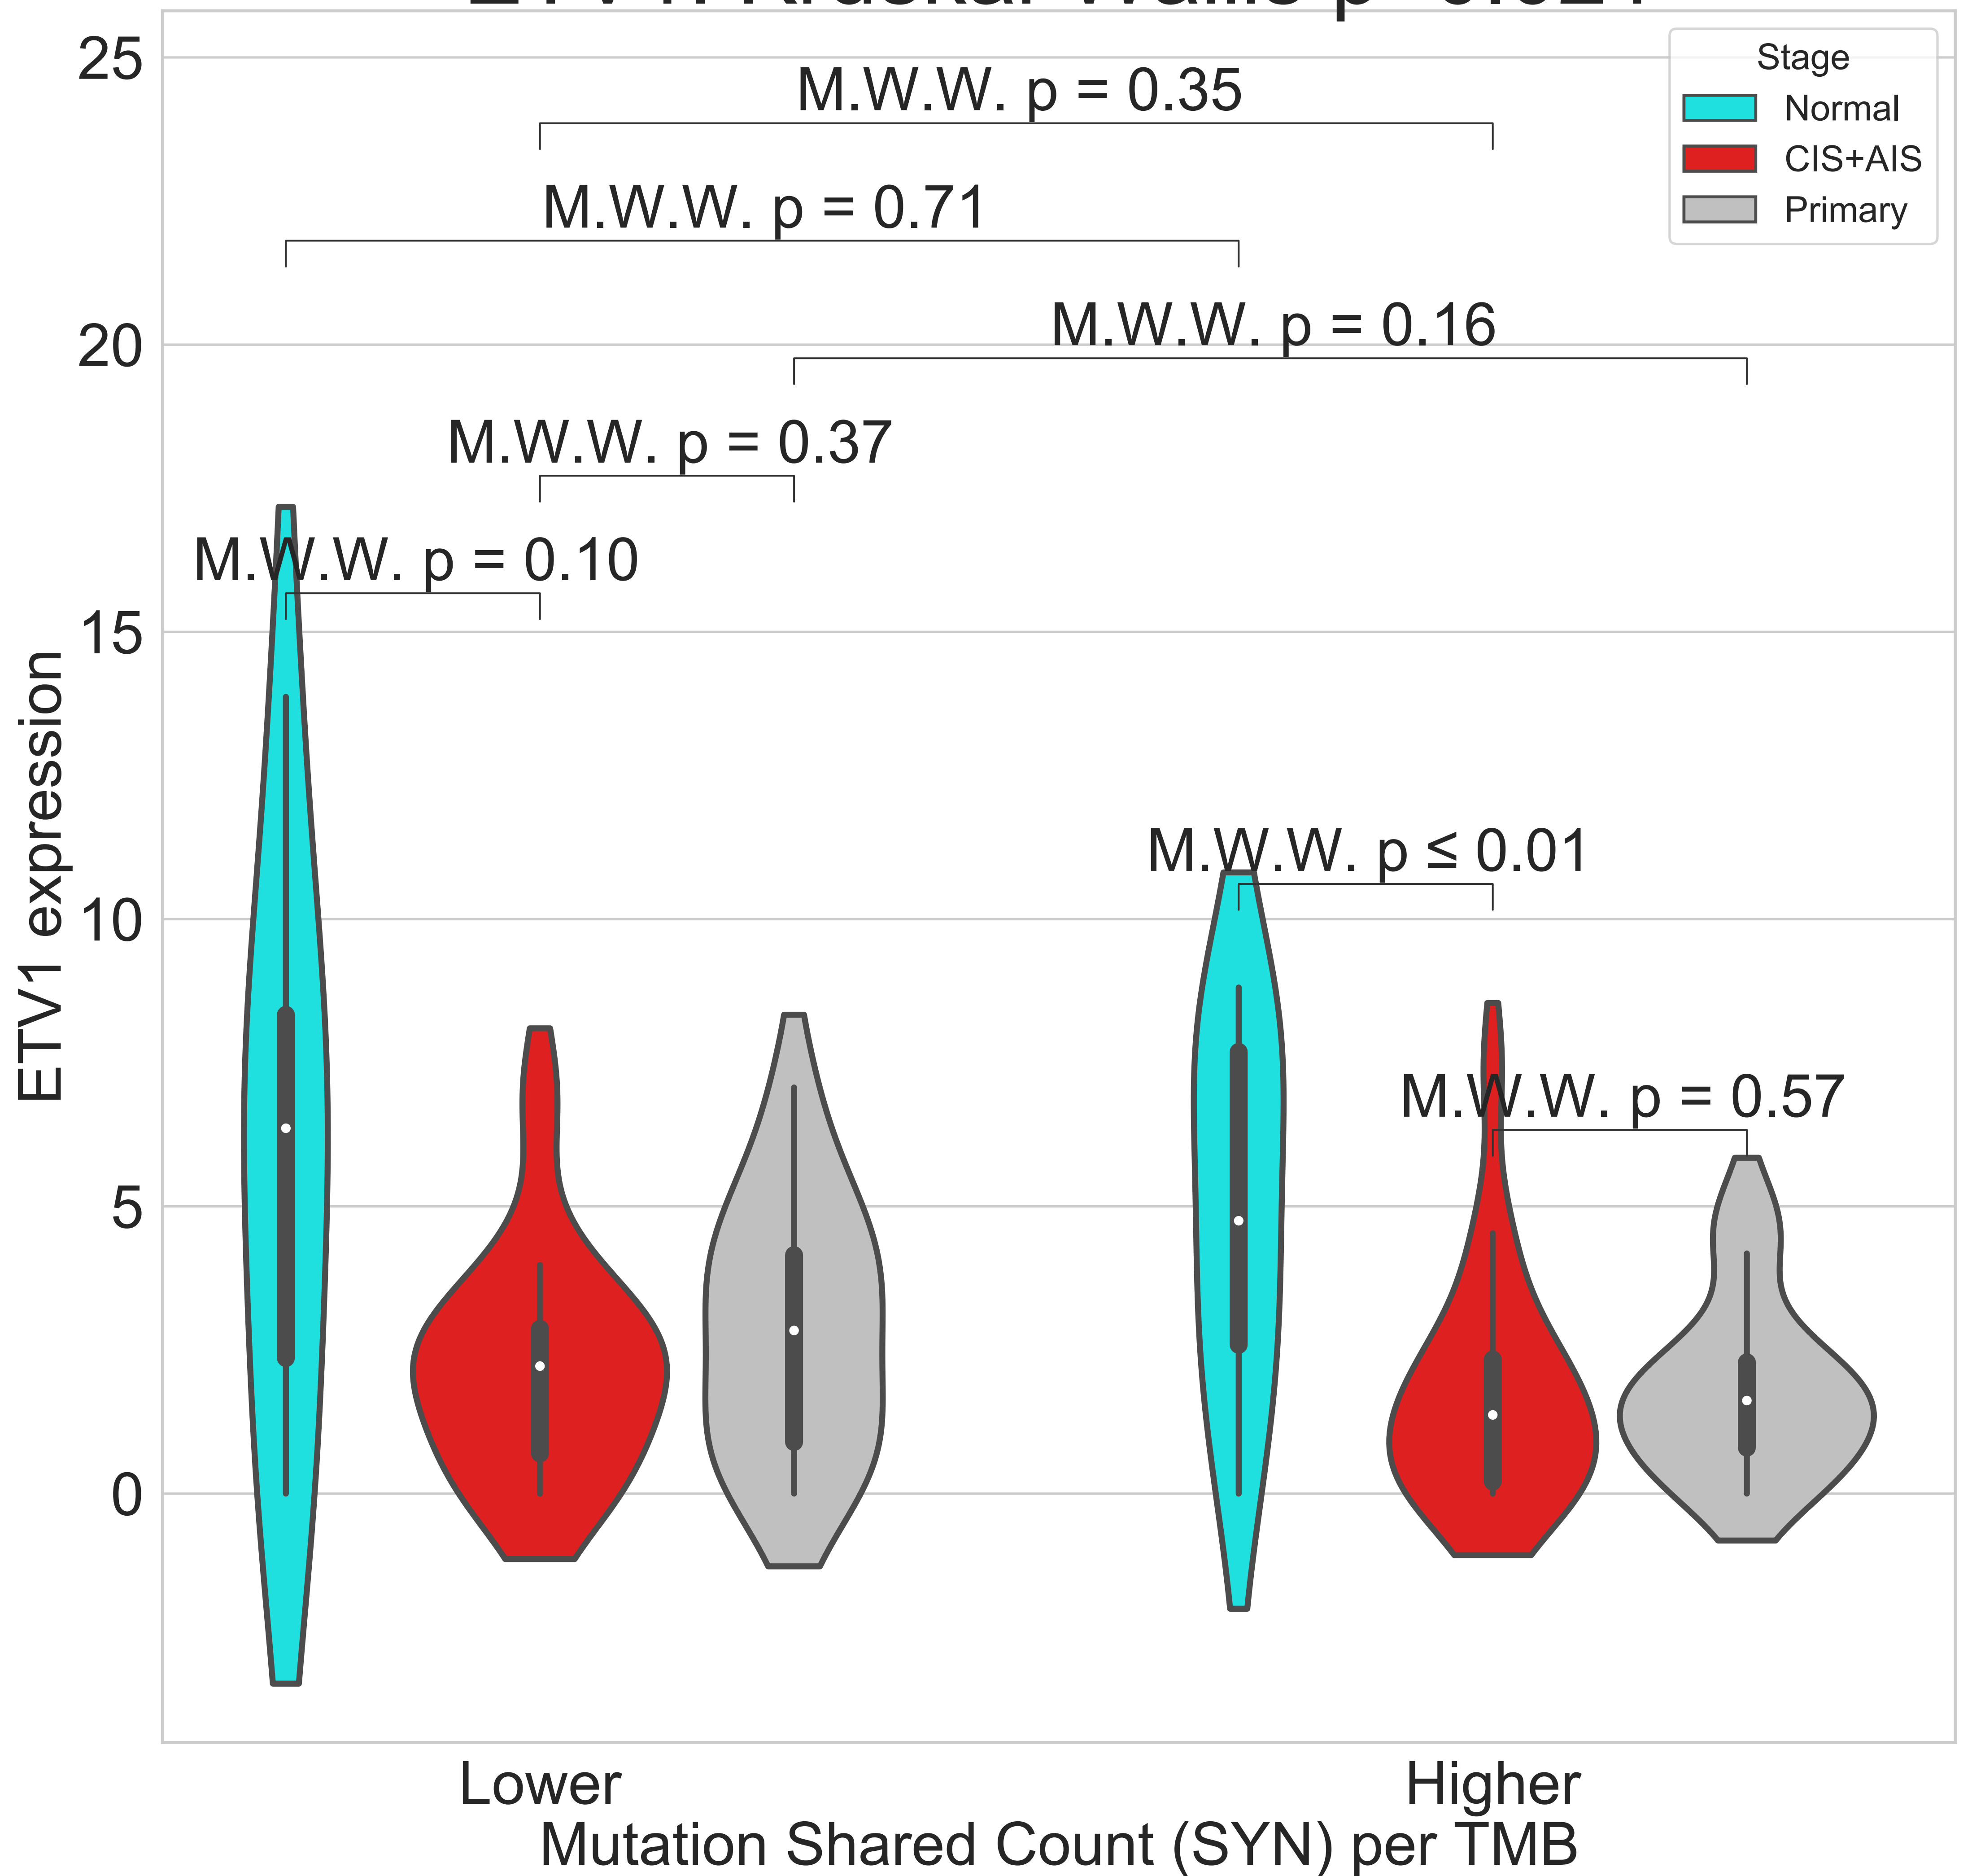 25
M.W.W. p = 0.35
Stage
Normal
CIS+AIS
Primary
M.W.W. p = 0.71
20
M.W.W. p = 0.16
M.W.W. p = 0.37
M.W.W. p = 0.10
15
ETV1 expression
10
M.W.W. p ≤ 0.01
M.W.W. p = 0.57
5
0
Lower
Higher
Mutation Shared Count (SYN) per TMB